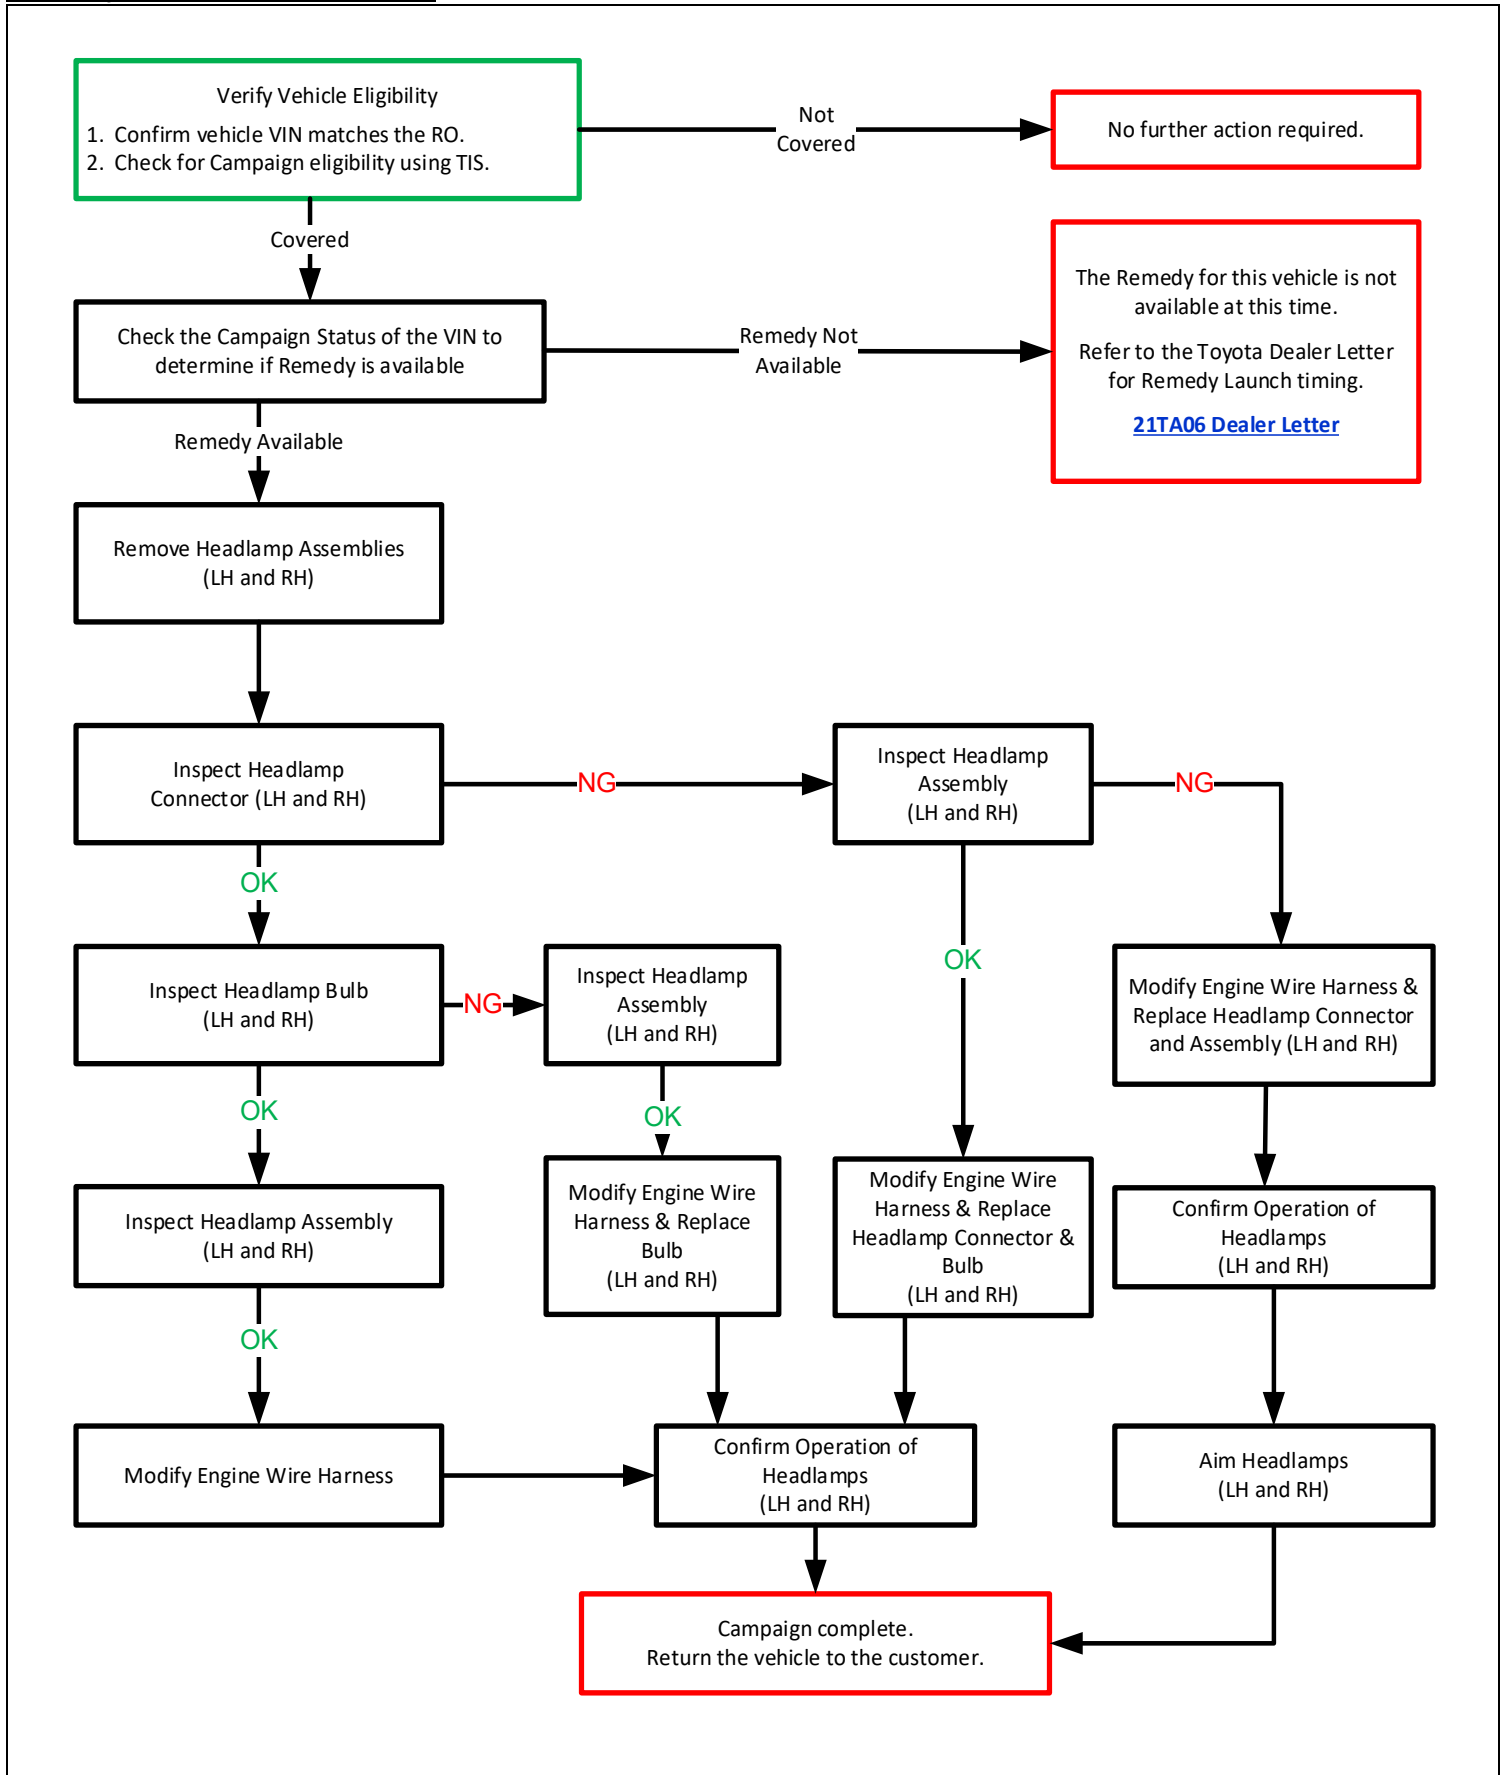 Verify Vehicle Eligibility
1. Confirm vehicle VIN matches the RO.
2. Check for Campaign eligibility using TIS.
Not
Covered
No further action required.
Covered
Check the Campaign Status of the VIN to
determine if Remedy is available
Remedy Not
Available
The Remedy for this vehicle is not
available at this time.
Refer to the Toyota Dealer Letter
for Remedy Launch timing.
21TA06 Dealer Letter
Remedy Available
Remove Headlamp Assemblies
(LH and RH)
Inspect Headlamp
Connector (LH and RH)
NG
Inspect Headlamp
Assembly
(LH and RH)
NG
OK
Inspect Headlamp Bulb
(LH and RH)
NG
Inspect Headlamp
Assembly
(LH and RH)
OK
Modify Engine Wire Harness &
Replace Headlamp Connector
and Assembly (LH and RH)
OK
OK
Inspect Headlamp Assembly
(LH and RH)
Modify Engine Wire
Harness & Replace
Bulb
(LH and RH)
Modify Engine Wire
Harness & Replace
Headlamp Connector &
Bulb
(LH and RH)
Confirm Operation of
Headlamps
(LH and RH)
OK
Modify Engine Wire Harness
Confirm Operation of
Headlamps
(LH and RH)
Aim Headlamps
(LH and RH)
Campaign complete.
Return the vehicle to the customer.